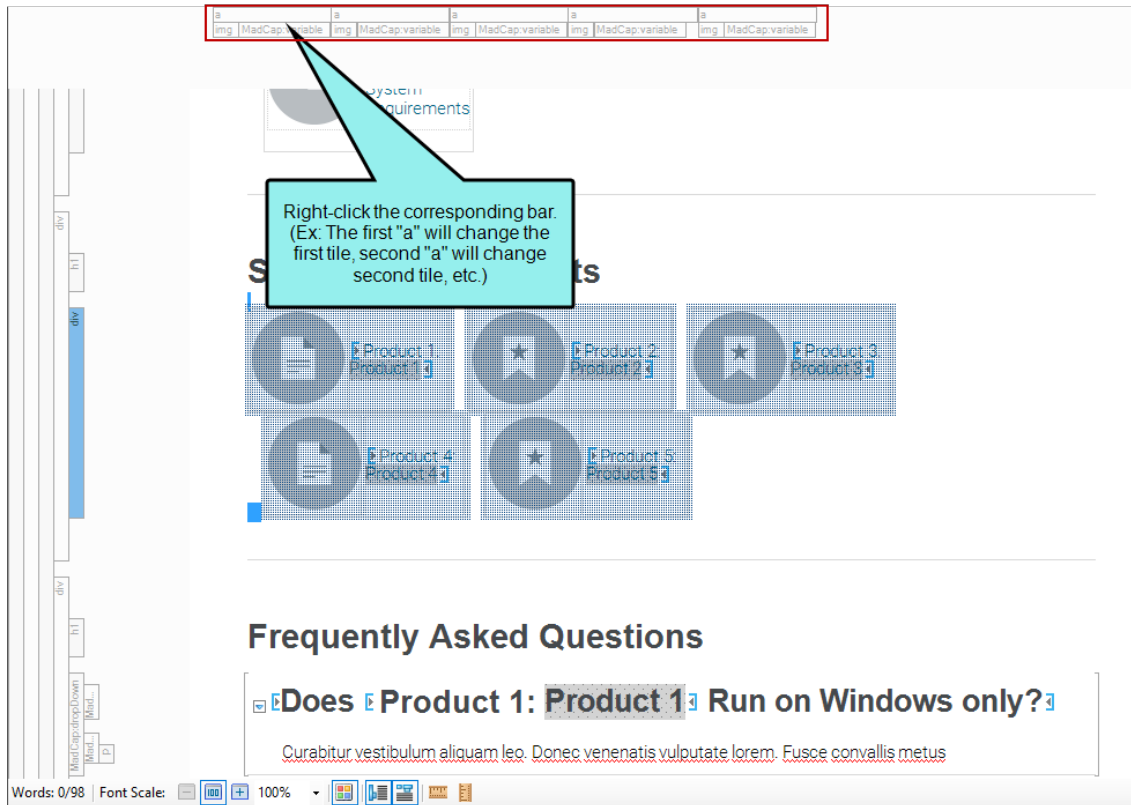 a a a a a
img MadCap:variable img MadCap:variable img MadCap:variable img MadCap:variable img MadCap:variable
System
Requirements
Right-click the corresponding bar.
(Ex: The first "a" will change the
first tile, second "a" will change
second tile, etc.)
div
h1
S ts
div
Product 1: Product 2: Product 3:
Product 1 Product 2 Product 3
Product 4: Product 5:
Product 4 Product 5
div
h1
Frequently Asked Questions
MadCap:dropDown
Mad...
Mad...
p
Does Product 1: Product 1 Run on Windows only?
Curabitur vestibulum aliquam leo. Donec venenatis vulputate lorem. Fusce convallis metus
Words: 0/98 Font Scale: 100 100%